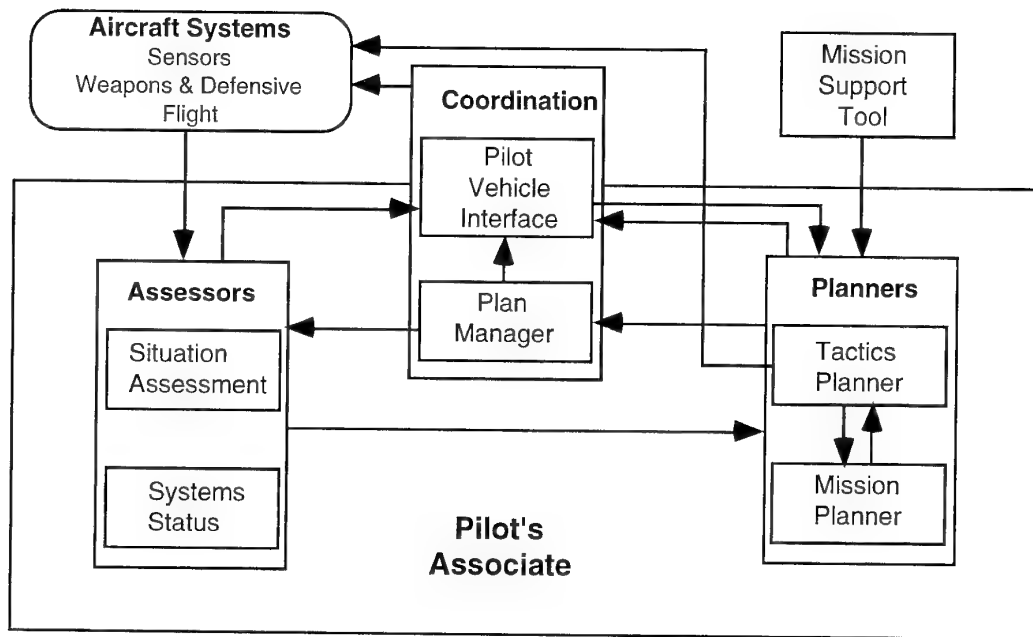 Aircraft Systems
Sensors
Weapons & Defensive
Flight
Coordination
Pilot
Vehicle
Interface
Plan
Manager
Mission
Support
Tool
Assessors
Situation
Assessment
Systems
Status
Planners
Tactics
Planner
Mission
Planner
Pilot's
Associate